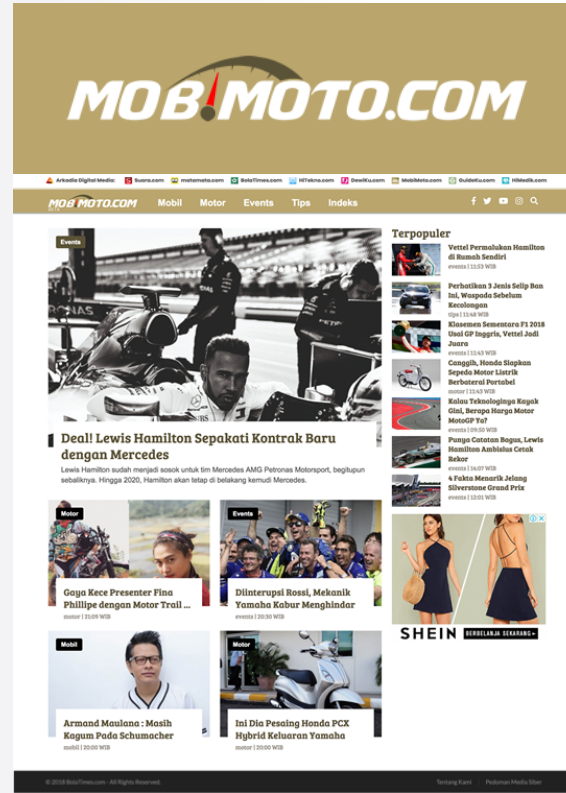 MOB!MOTO.COM
Arkadia Digital Media: Suara.com matamata.com BolaTimes.com HiTekno.com DewiKu.com MobiMoto.com GuideKu.com HiMedik.com
MOB!MOTO.COM
BETA
Mobil Motor Events Tips Indeks
Events
PETRONAS
Deal! Lewis Hamilton Sepakati Kontrak Baru
dengan Mercedes
Lewis Hamilton sudah menjadi sosok untuk tim Mercedes AMG Petronas Motorsport, begitupun
sebaliknya. Hingga 2020, Hamilton akan tetap di belakang kemudi Mercedes.
Motor
Gaya Kece Presenter Fina
Phillipe dengan Motor Trail ...
motor | 21:09 WIB
Events
Diinterupsi Rossi, Mekanik
Yamaha Kabur Menghindar
events | 20:30 WIB
Mobil
Armand Maulana : Masih
Kagum Pada Schumacher
mobil | 20:00 WIB
Motor
Ini Dia Pesaing Honda PCX
Hybrid Keluaran Yamaha
motor | 20:00 WIB
Terpopuler
Vettel Permalukan Hamilton
di Rumah Sendiri
events | 11:53 WIB
Perhatikan 3 Jenis Selip Ban
Ini, Waspada Sebelum
Kecolongan
tips | 11:48 WIB
Klasemen Sementara F1 2018
Usai GP Inggris, Vettel Jadi
Juara
events | 11:43 WIB
Canggih, Honda Siapkan
Sepeda Motor Listrik
Berbaterai Portabel
motor | 11:43 WIB
Kalau Teknologinya Kayak
Gini, Berapa Harga Motor
MotoGP Ya?
events | 09:50 WIB
Punya Catatan Bagus, Lewis
Hamilton Ambisius Cetak
Rekor
events | 14:07 WIB
4 Fakta Menarik Jelang
Silverstone Grand Prix
events | 12:01 WIB
SHEIN BERBELANJA SEKARANG
© 2018 BolaTimes.com - All Rights Reserved.
Tentang Kami Pedoman Media Siber